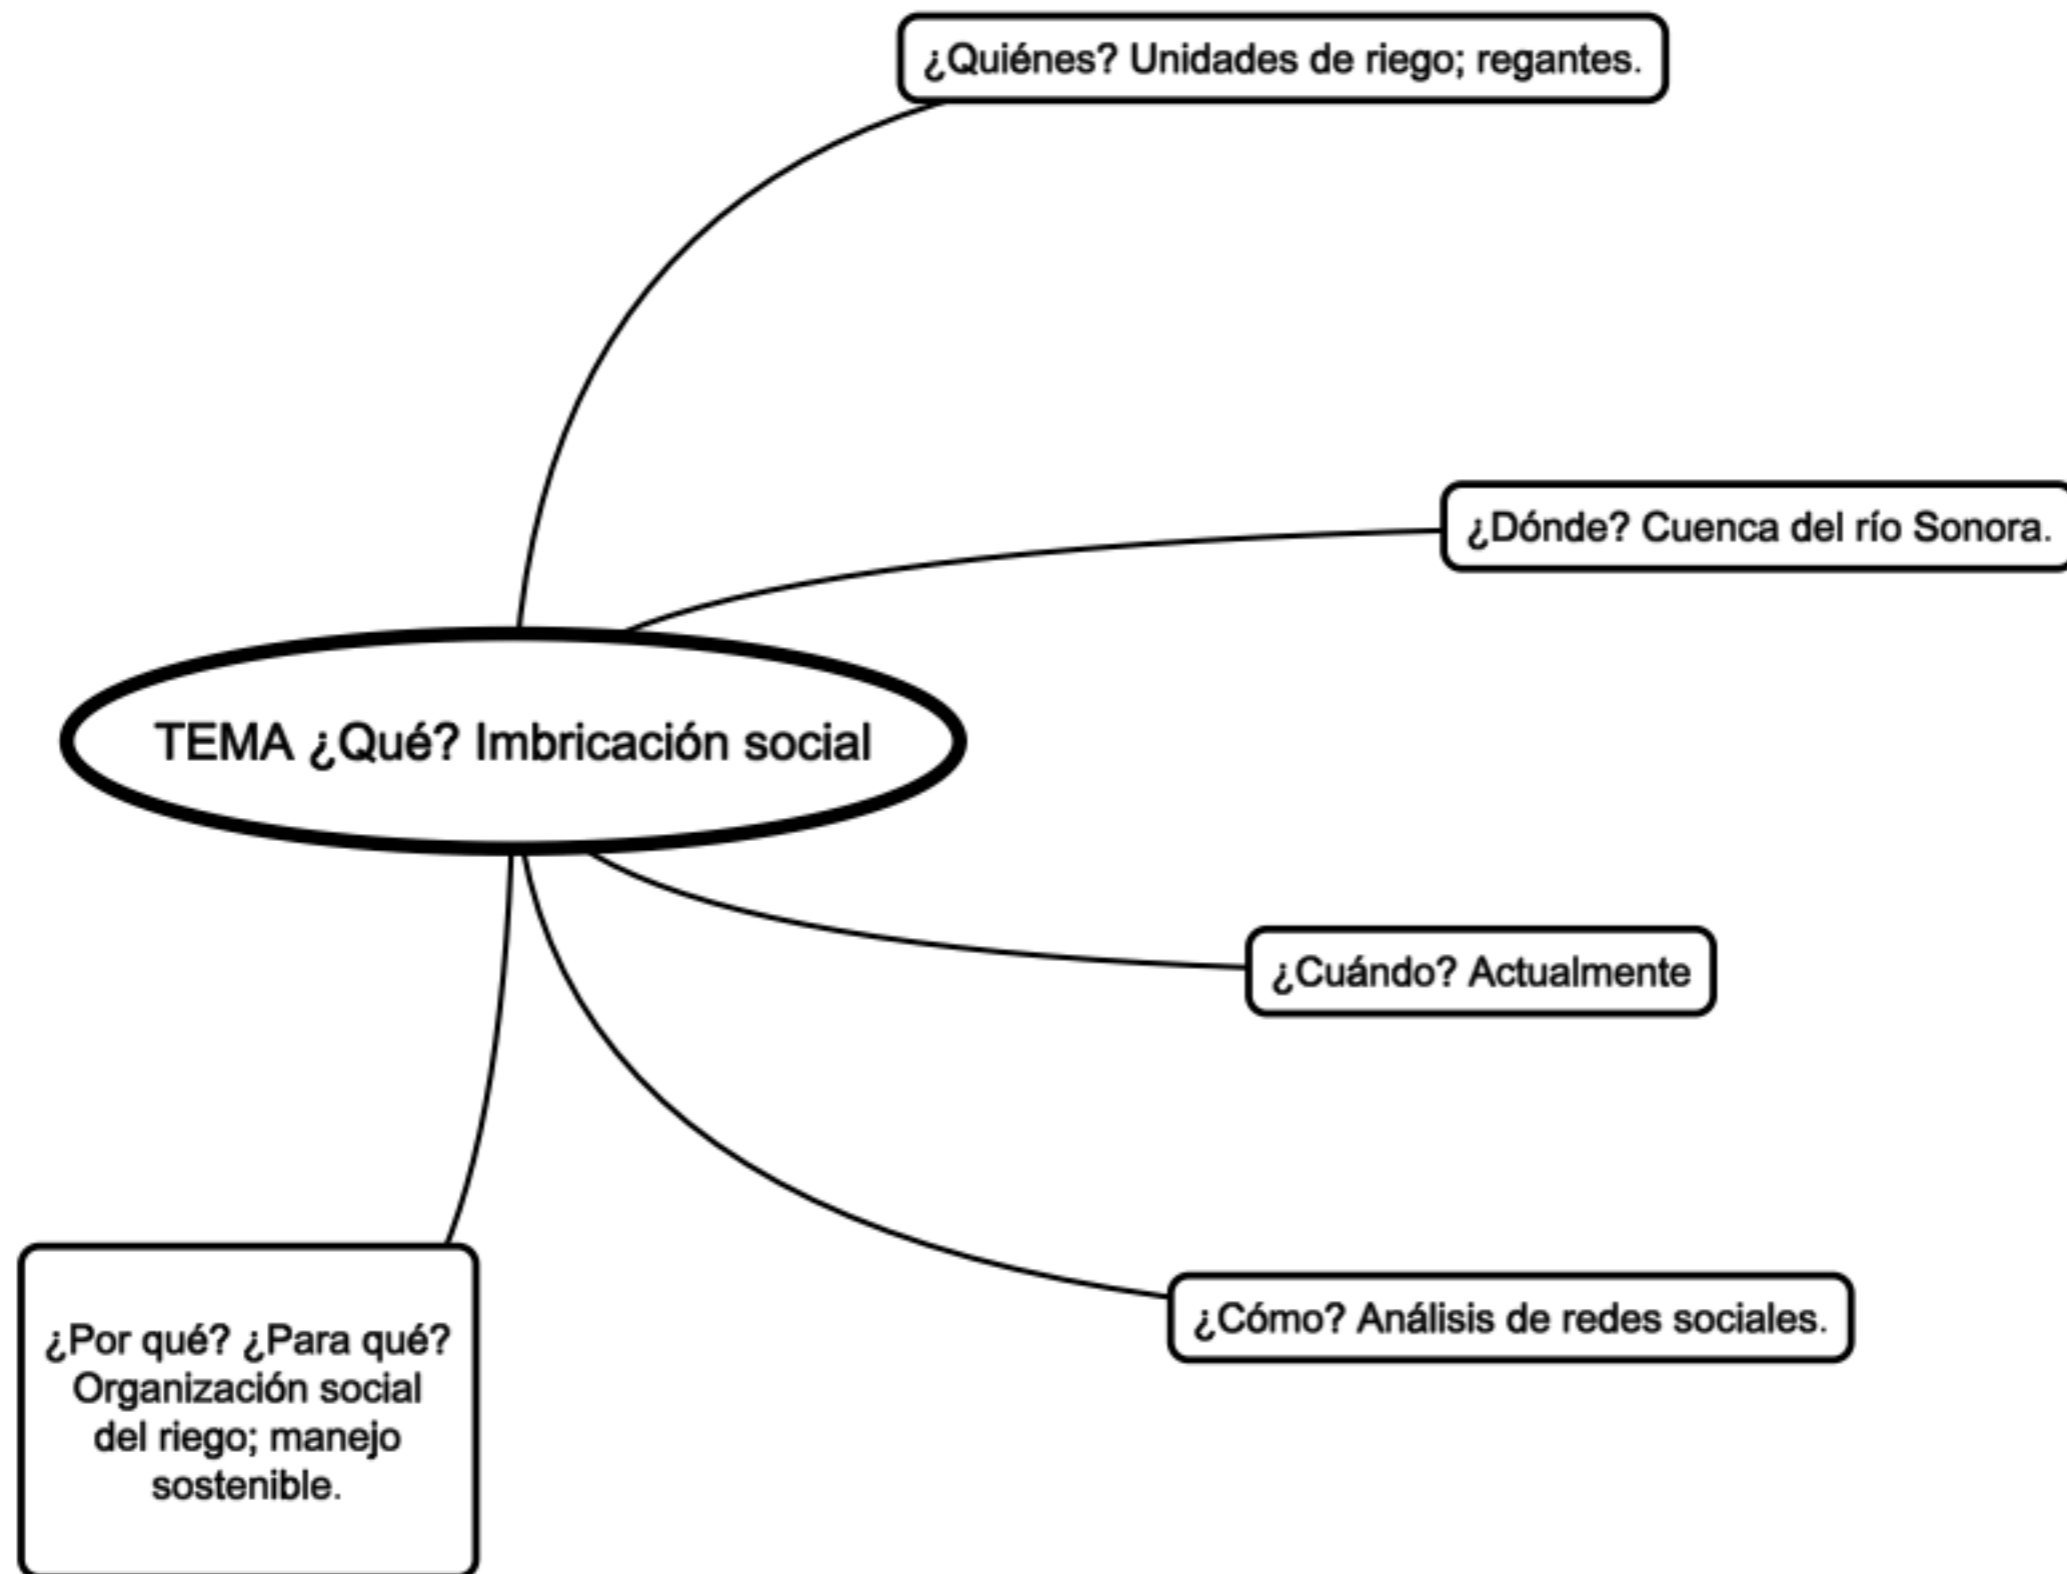 ¿Quiénes? Unidades de riego; regantes.
¿Dónde? Cuenca del río Sonora.
TEMA ¿Qué? Imbricación social
¿Cuándo? Actualmente
¿Cómo? Análisis de redes sociales.
¿Por qué? ¿Para qué?
Organización social
del riego; manejo
sostenible.